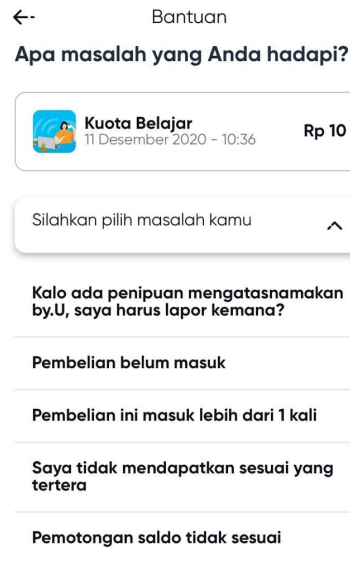 Bantuan
Apa masalah yang Anda hadapi?
Kuota Belajar
11 Desember 2020 - 10:36
Rp 10
Silahkan pilih masalah kamu
Kalo ada penipuan mengatasnamakan
by.U, saya harus lapor kemana?
Pembelian belum masuk
Pembelian ini masuk lebih dari 1 kali
Saya tidak mendapatkan sesuai yang
tertera
Pemotongan saldo tidak sesuai